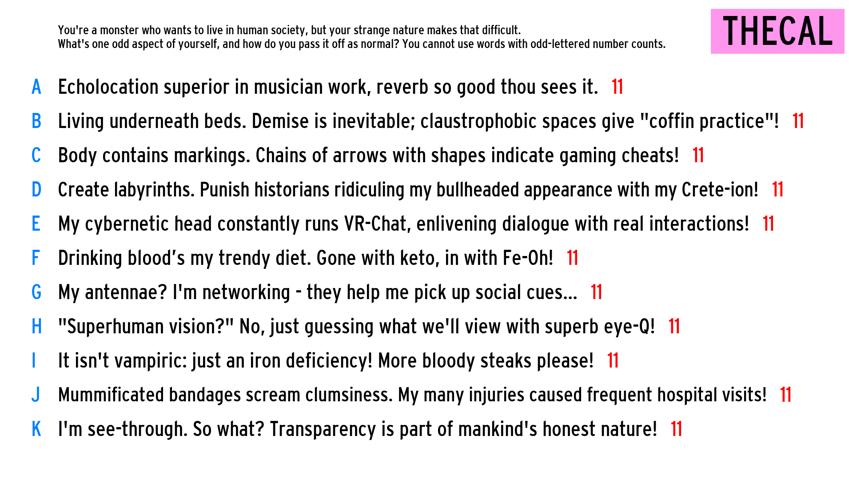 You're a monster who wants to live in human society, but your strange nature makes that difficult.
What's one odd aspect of yourself, and how do you pass it off as normal? You cannot use words with odd-lettered number counts.
THECAL
A Echolocation superior in musician work, reverb so good thou sees it. 11
B Living underneath beds. Demise is inevitable; claustrophobic spaces give "coffin practice"! 11
C Body contains markings. Chains of arrows with shapes indicate gaming cheats! 11
D Create labyrinths. Punish historians ridiculing my bullheaded appearance with my Crete-ion! 11
E My cybernetic head constantly runs VR-Chat, enlivening dialogue with real interactions! 11
F Drinking blood's my trendy diet. Gone with keto, in with Fe-Oh! 11
G My antennae? I'm networking - they help me pick up social cues... 11
H "Superhuman vision?" No, just guessing what we'll view with superb eye-Q! 11
I It isn't vampiric: just an iron deficiency! More bloody steaks please! 11
J Mummificated bandages scream clumsiness. My many injuries caused frequent hospital visits! 11
K I'm see-through. So what? Transparency is part of mankind's honest nature! 11